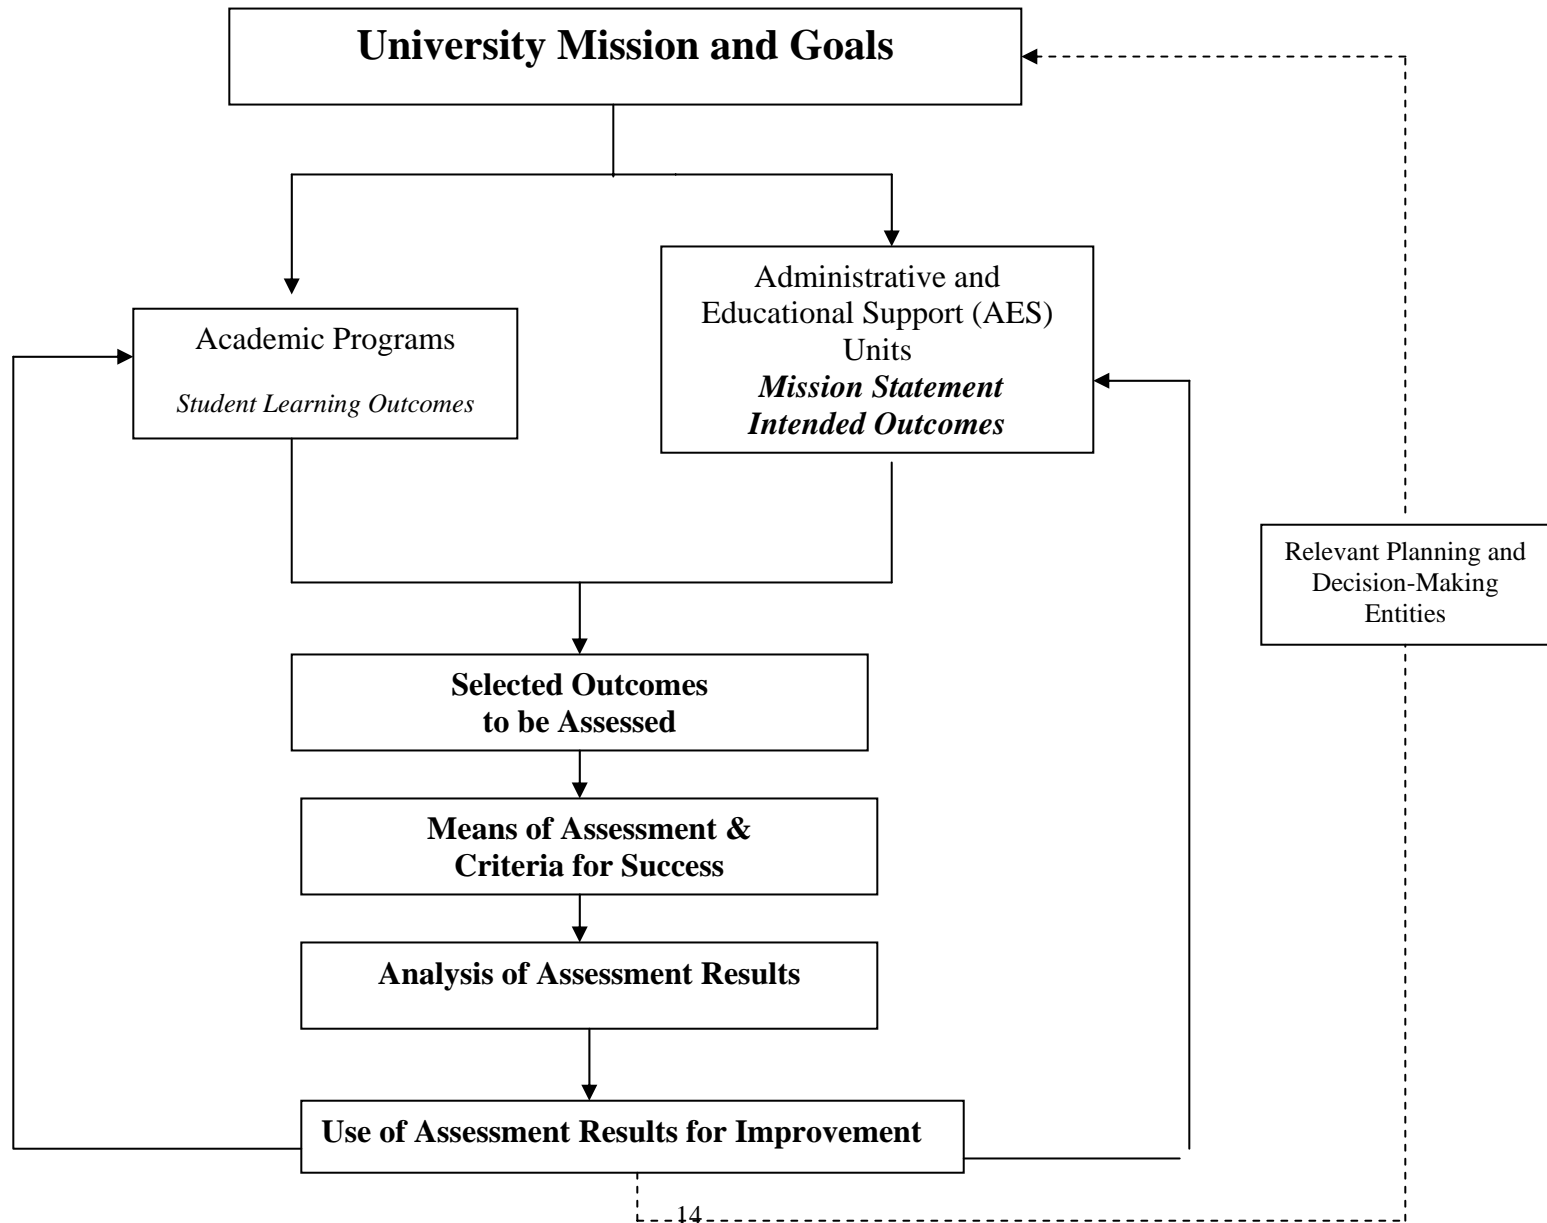 University Mission and Goals
Administrative and
Educational Support (AES)
Units
Mission Statement
Intended Outcomes
Academic Programs
Student Learning Outcomes
Relevant Planning and
Decision-Making
Entities
Selected Outcomes
to be Assessed
Means of Assessment &
Criteria for Success
Analysis of Assessment Results
Use of Assessment Results for Improvement
14